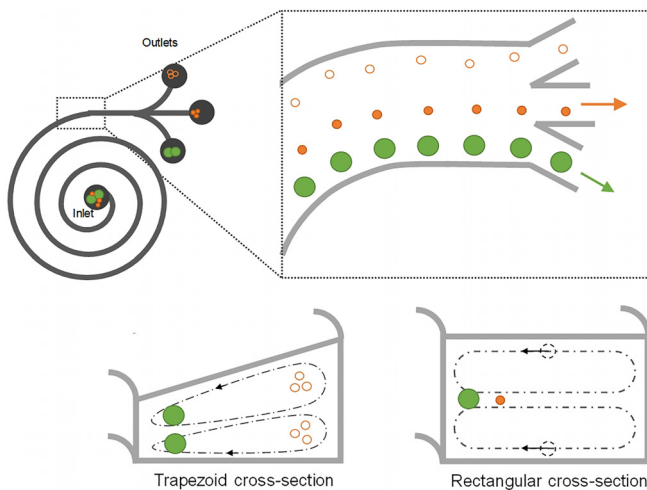 Outlets
Inlet
Trapezoid cross-section
Rectangular cross-section